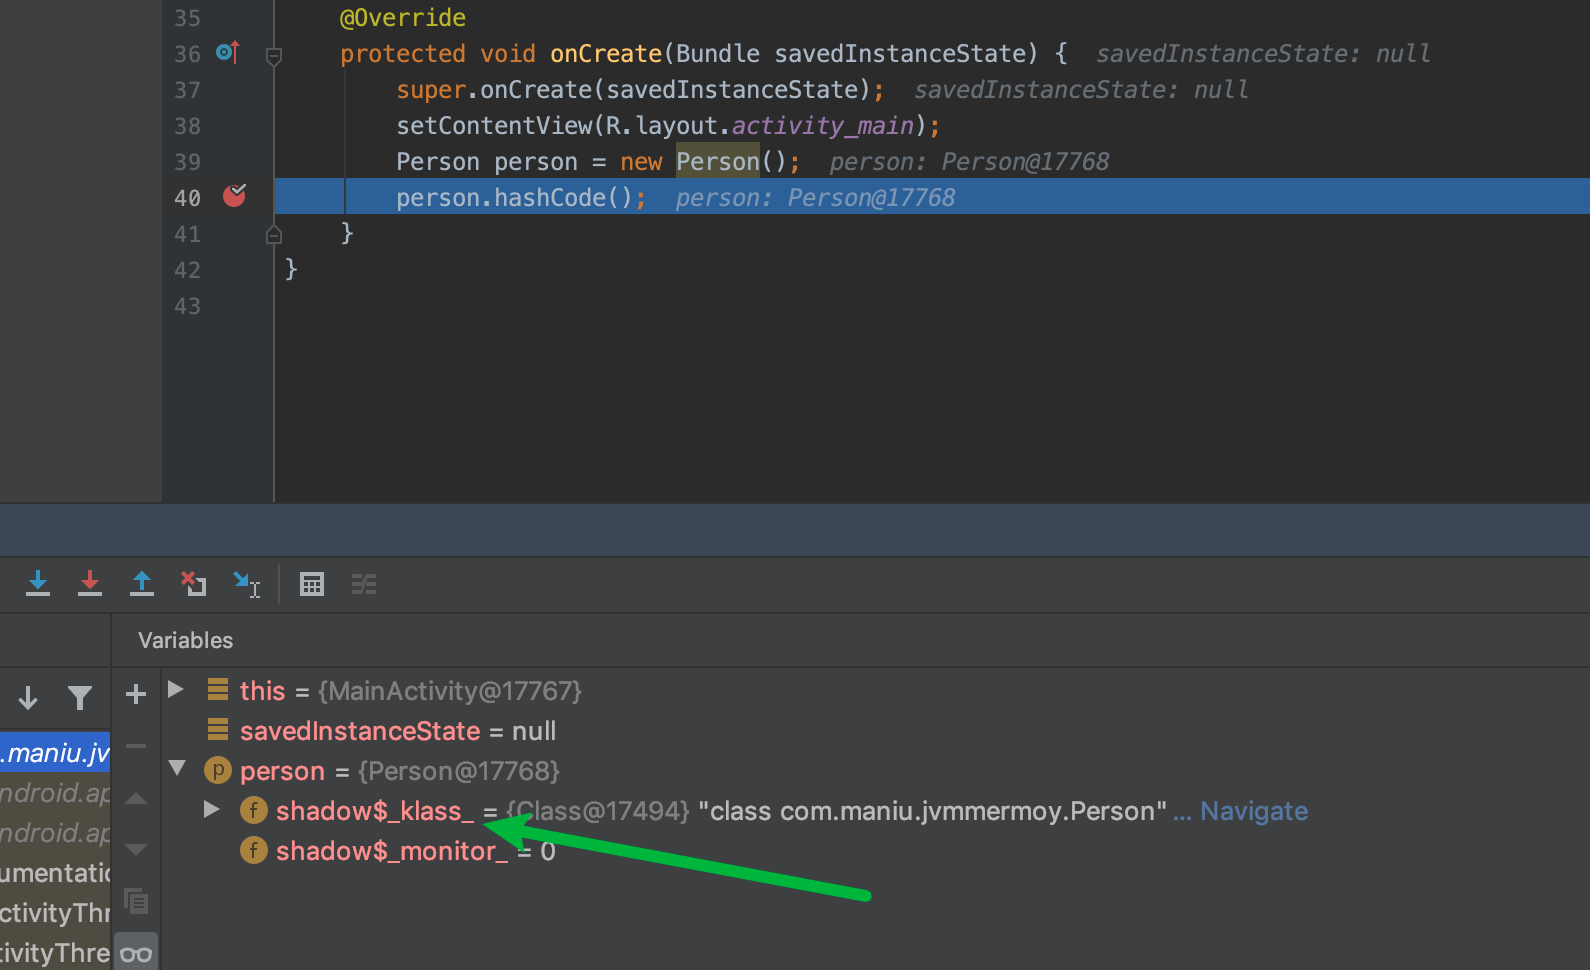 35 @Override
36 protected void onCreate(Bundle savedInstanceState) { savedInstanceState: null
37 super.onCreate(savedInstanceState); savedInstanceState: null
38 setContentView(R.layout.activity_main);
39 Person person = new Person(); person: Person@17768
40 person.hashCode(); person: Person@17768
41 }
42 }
43
Variables
this = {MainActivity@17767}
savedInstanceState = null
.maniu.jv
p person = {Person@17768}
ndroid.ap
f shadow$_klass_ = {Class@17494} "class com.maniu.jvmmermoy.Person" ... Navigate
ndroid.ap
f shadow$_monitor_ = 0
umentatio
ctivityThr
tivityThre